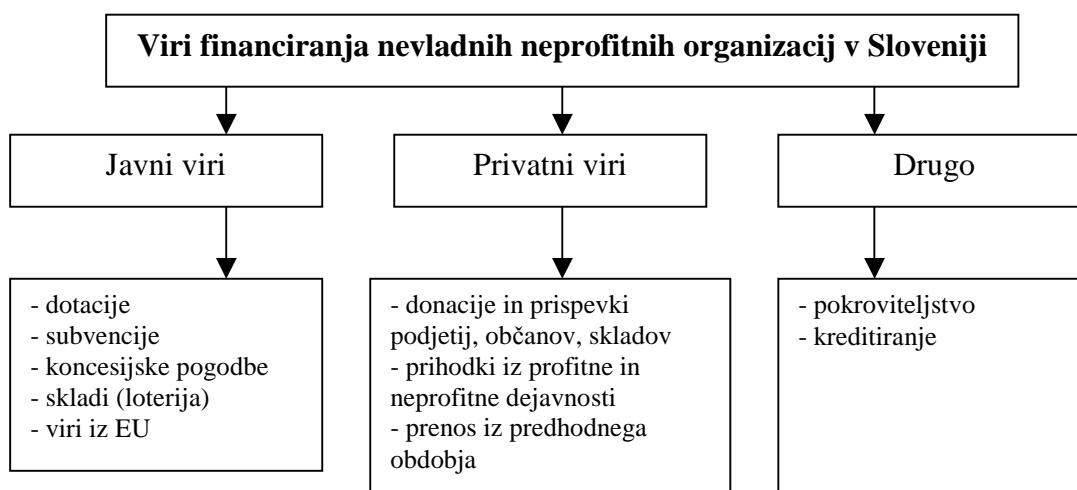 Viri financiranja nevladnih neprofitnih organizacij v Sloveniji
Javni viri
Privatni viri
Drugo
- dotacije
- subvencije
- koncesijske pogodbe
- skladi (loterija)
- viri iz EU
- donacije in prispevki
podjetij, občanov, skladov
- prihodki iz profitne in
neprofitne dejavnosti
- prenos iz predhodnega
obdobja
- pokroviteljstvo
- kreditiranje